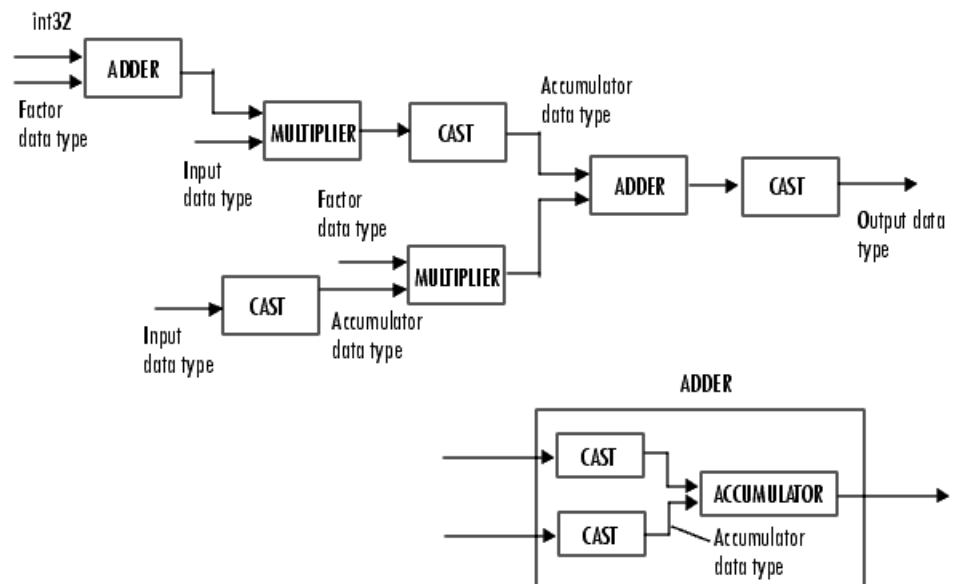 int32
ADDER
Factor
data type
MULTIPLIER
Input
data type
CAST
Accumulator
data type
ADDER
CAST
Output data
type
Factor
data type
MULTIPLIER
CAST
Input
data type
Accumulator
data type
ADDER
CAST
ACCUMULATOR
CAST
Accumulator
data type